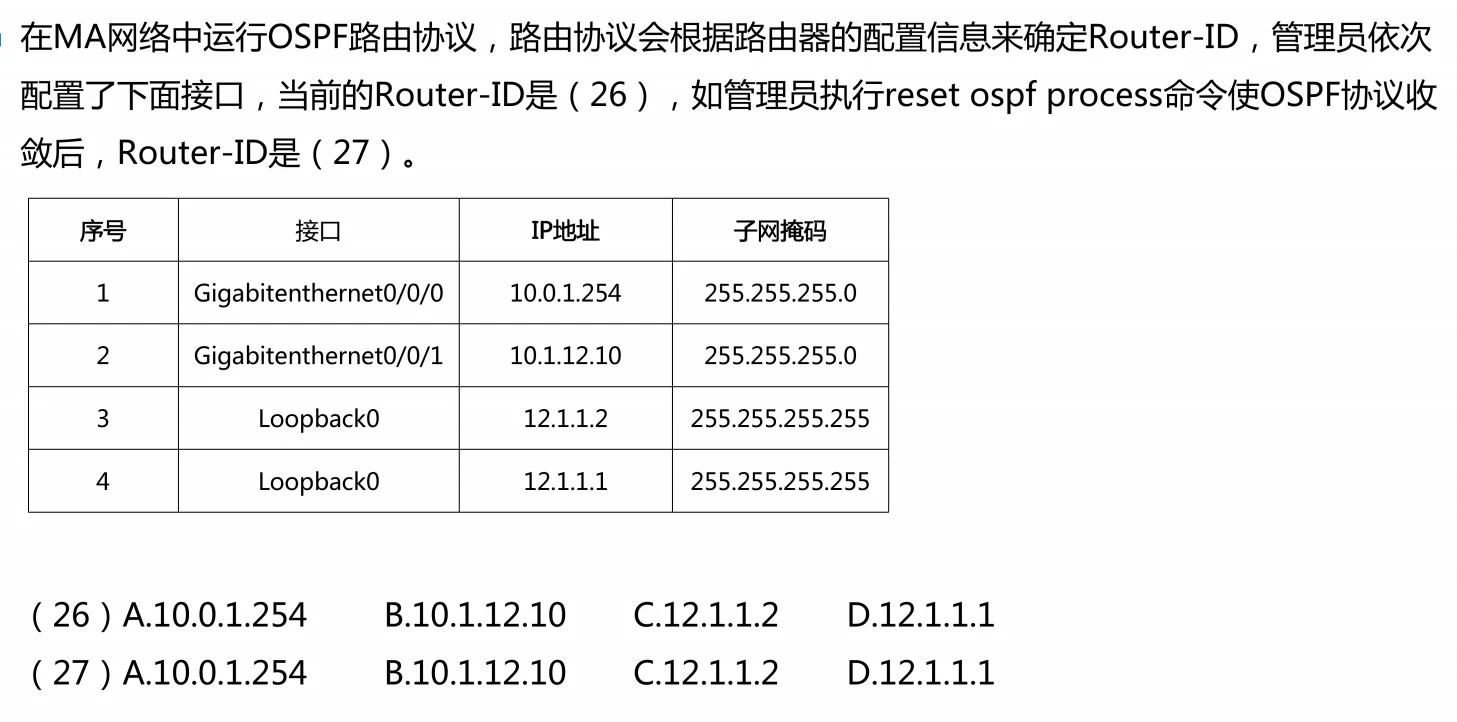 在MA网络中运行OSPF路由协议，路由协议会根据路由器的配置信息来确定Router-ID，管理员依次
配置了下面接口，当前的Router-ID是（26），如管理员执行reset ospf process命令使OSPF协议收
敛后，Router-ID是（27）。
序号 接口 IP地址 子网掩码
1 Gigabitenthernet0/0/0 10.0.1.254 255.255.255.0
2 Gigabitenthernet0/0/1 10.1.12.10 255.255.255.0
3 Loopback0 12.1.1.2 255.255.255.255
4 Loopback0 12.1.1.1 255.255.255.255
（26）A.10.0.1.254 B.10.1.12.10 C.12.1.1.2 D.12.1.1.1
（27）A.10.0.1.254 B.10.1.12.10 C.12.1.1.2 D.12.1.1.1